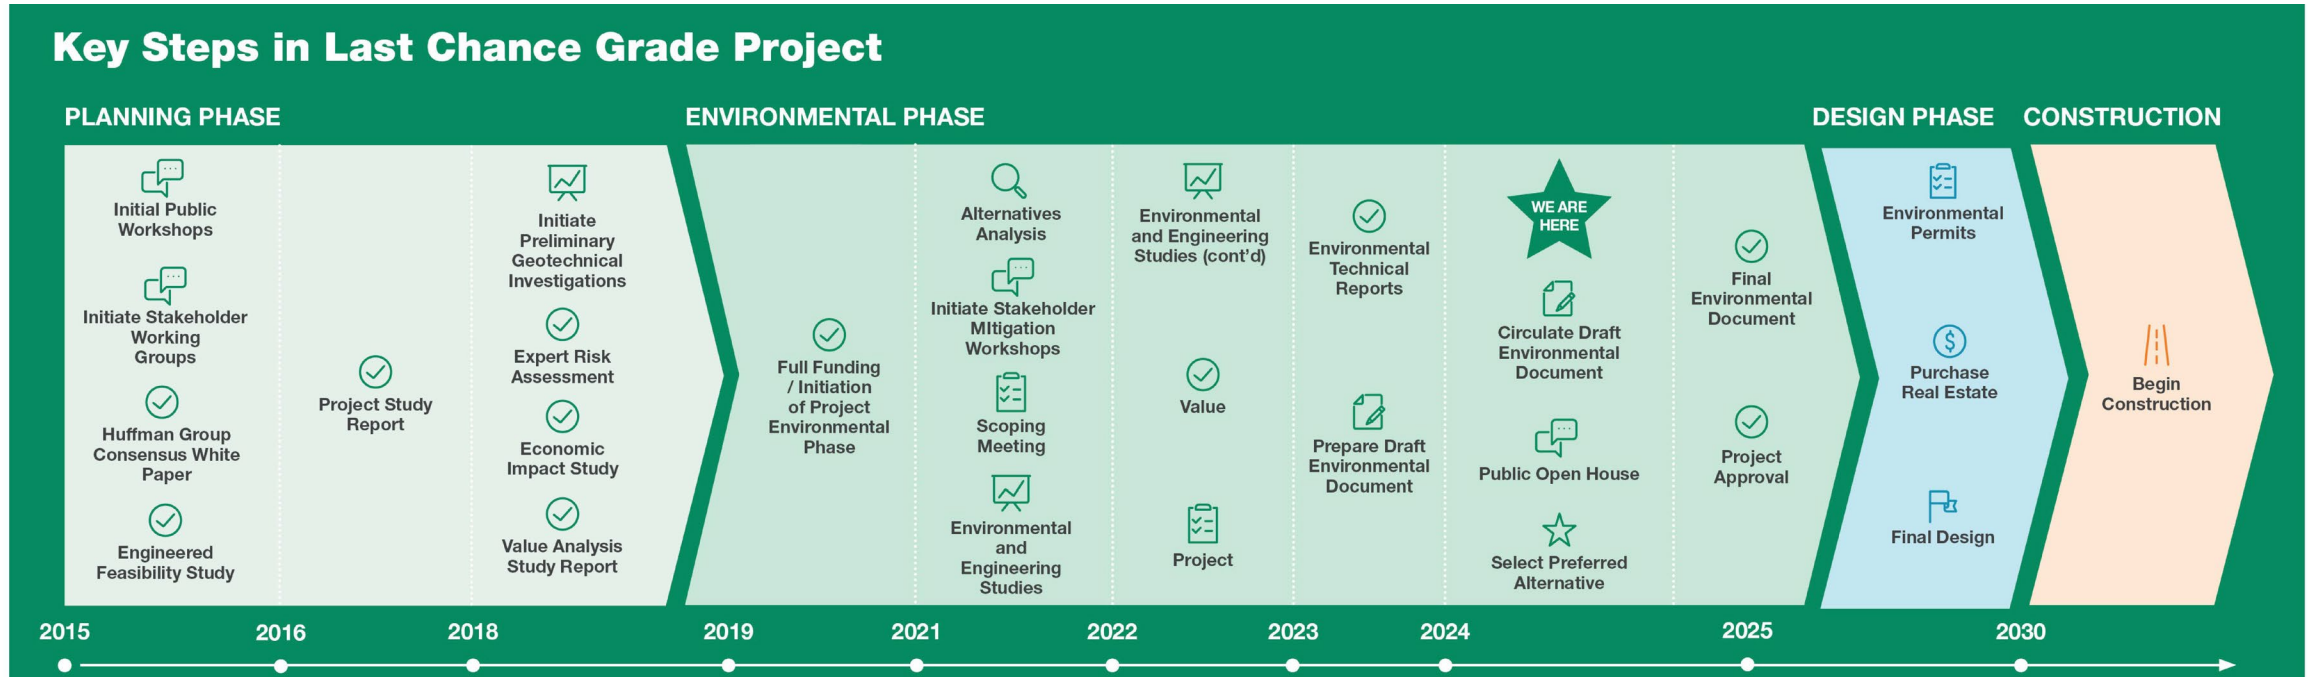 Key Steps in Last Chance Grade Project
PLANNING PHASE
Initial Public
Workshops
Initiate Stakeholder
Working
Groups
Huffman Group
Consensus White
Paper
Engineered
Feasibility Study
Project Study
Report
Initiate
Preliminary
Geotechnical
Investigations
Expert Risk
Assessment
Economic
Impact Study
Value Analysis
Study Report
ENVIRONMENTAL PHASE
Full Funding
/ Initiation
of Project
Environmental
Phase
Alternatives
Analysis
Initiate Stakeholder
MItigation
Workshops
Scoping
Meeting
Environmental
and
Engineering
Studies
Environmental
and Engineering
Studies (cont'd)
Value
Project
Environmental
Technical
Reports
Prepare Draft
Environmental
Document
WE ARE
HERE
Circulate Draft
Environmental
Document
Public Open House
Select Preferred
Alternative
Final
Environmental
Document
Project
Approval
DESIGN PHASE
Environmental
Permits
$
Purchase
Real Estate
Final Design
CONSTRUCTION
Begin
Construction
2015
2016
2018
2019
2021
2022
2023
2024
2025
2030